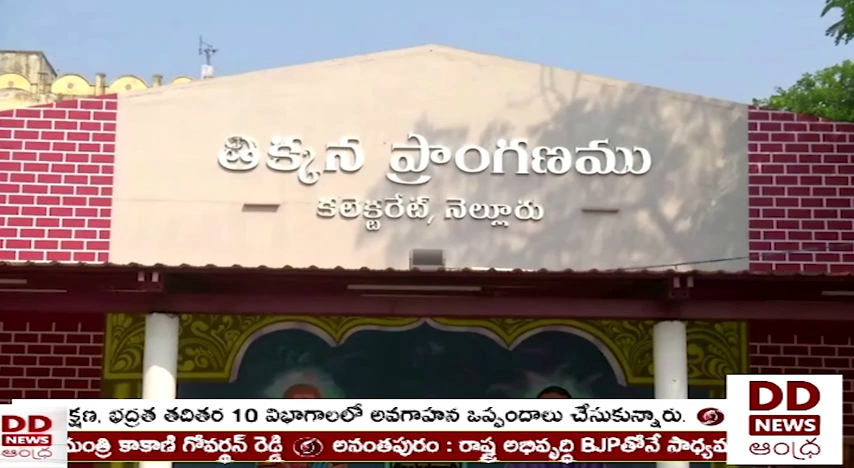 తిక్కన ప్రాంగణము
కలెక్టరేట్, నెల్లూరు
క్షణ, భద్రత తదితర 10 విభాగాలలో అవగాహన ఒప్పందాలు చేసుకున్నారు.
మంత్రి కాకాణి గోవర్థన్ రెడ్డి అనంతపురం : రాష్ట్ర అభివృద్ధి BJPతోనే సాధ్యమ
DD
NEWS
ఆంధ్ర
DD
NEWS
ఆంధ్ర